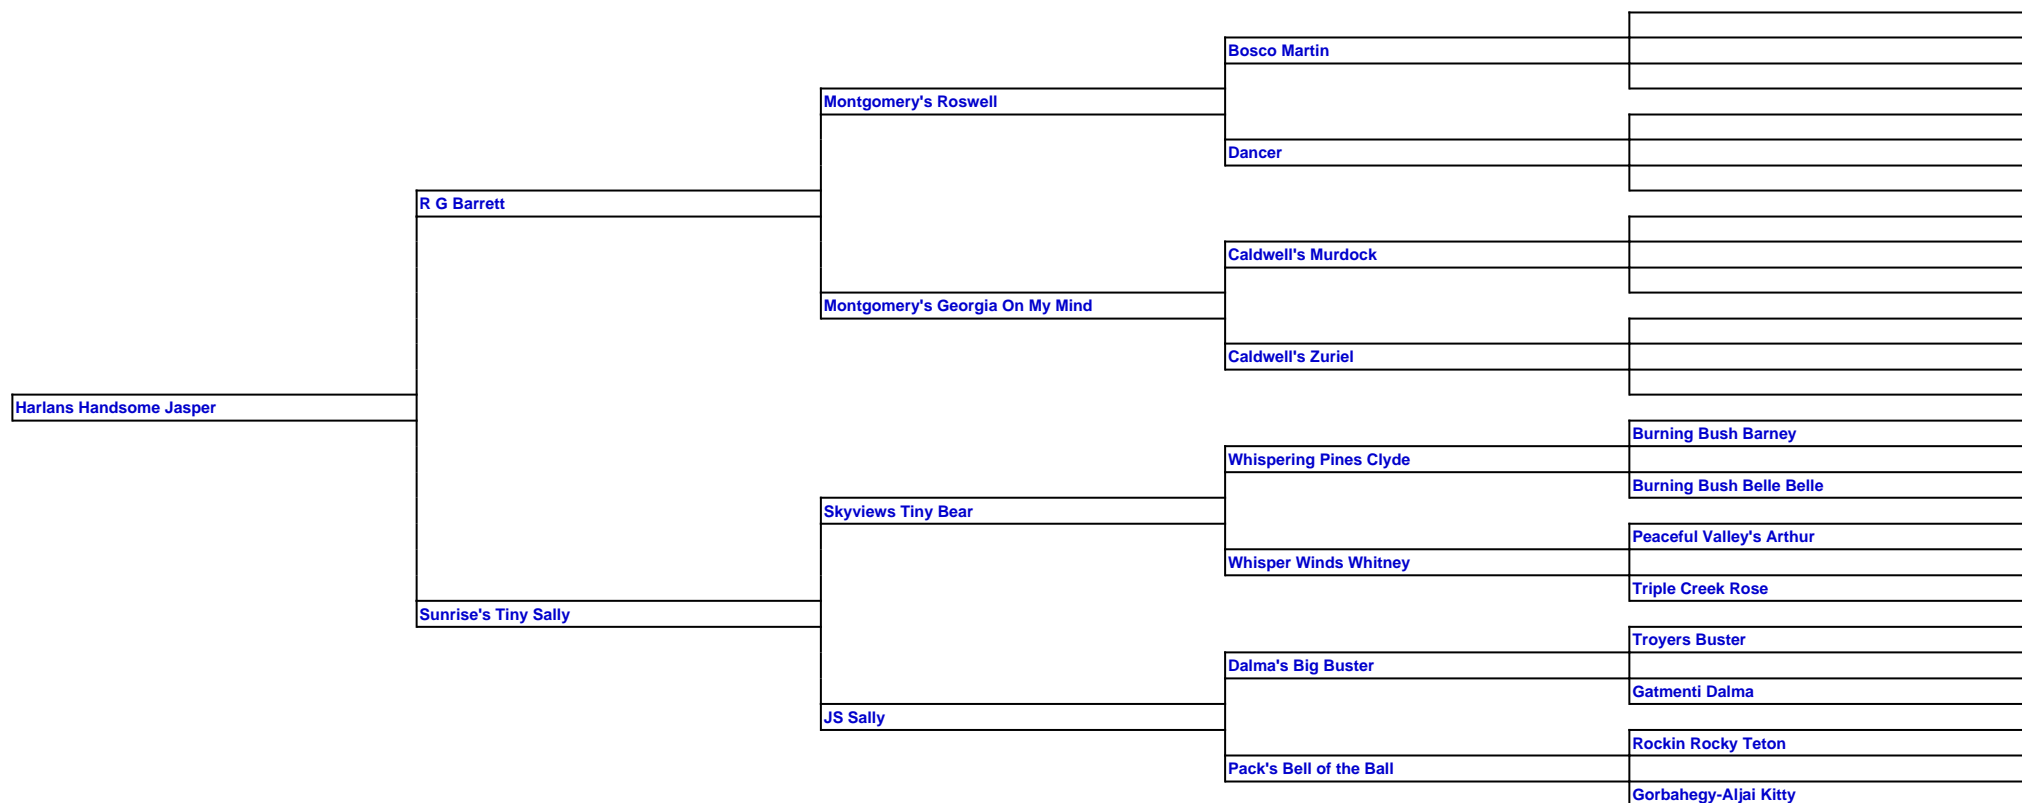 Bosco Martin
Montgomery's Roswell
Dancer
R G Barrett
Caldwell's Murdock
Montgomery's Georgia On My Mind
Caldwell's Zuriel
Harlans Handsome Jasper
Burning Bush Barney
Whispering Pines Clyde
Burning Bush Belle Belle
Skyviews Tiny Bear
Peaceful Valley's Arthur
Whisper Winds Whitney
Triple Creek Rose
Sunrise's Tiny Sally
Troyers Buster
Dalma's Big Buster
Gatmenti Dalma
JS Sally
Rockin Rocky Teton
Pack's Bell of the Ball
Gorbahegy-Aljai Kitty